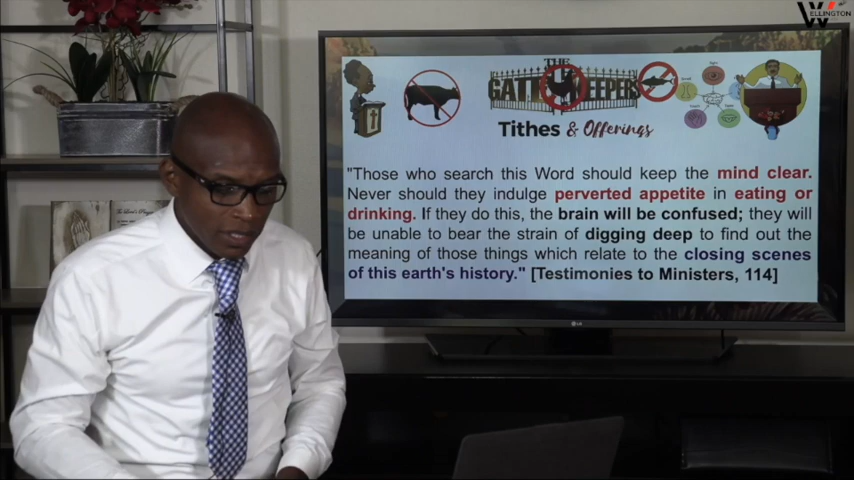 WELLINGTON
THE
GATEKEEPERS
Tithes & Offerings
"Those who search this Word should keep the mind clear.
Never should they indulge perverted appetite in eating or
drinking. If they do this, the brain will be confused; they will
be unable to bear the strain of digging deep to find out the
meaning of those things which relate to the closing scenes
of this earth's history." [Testimonies to Ministers, 114]
LG